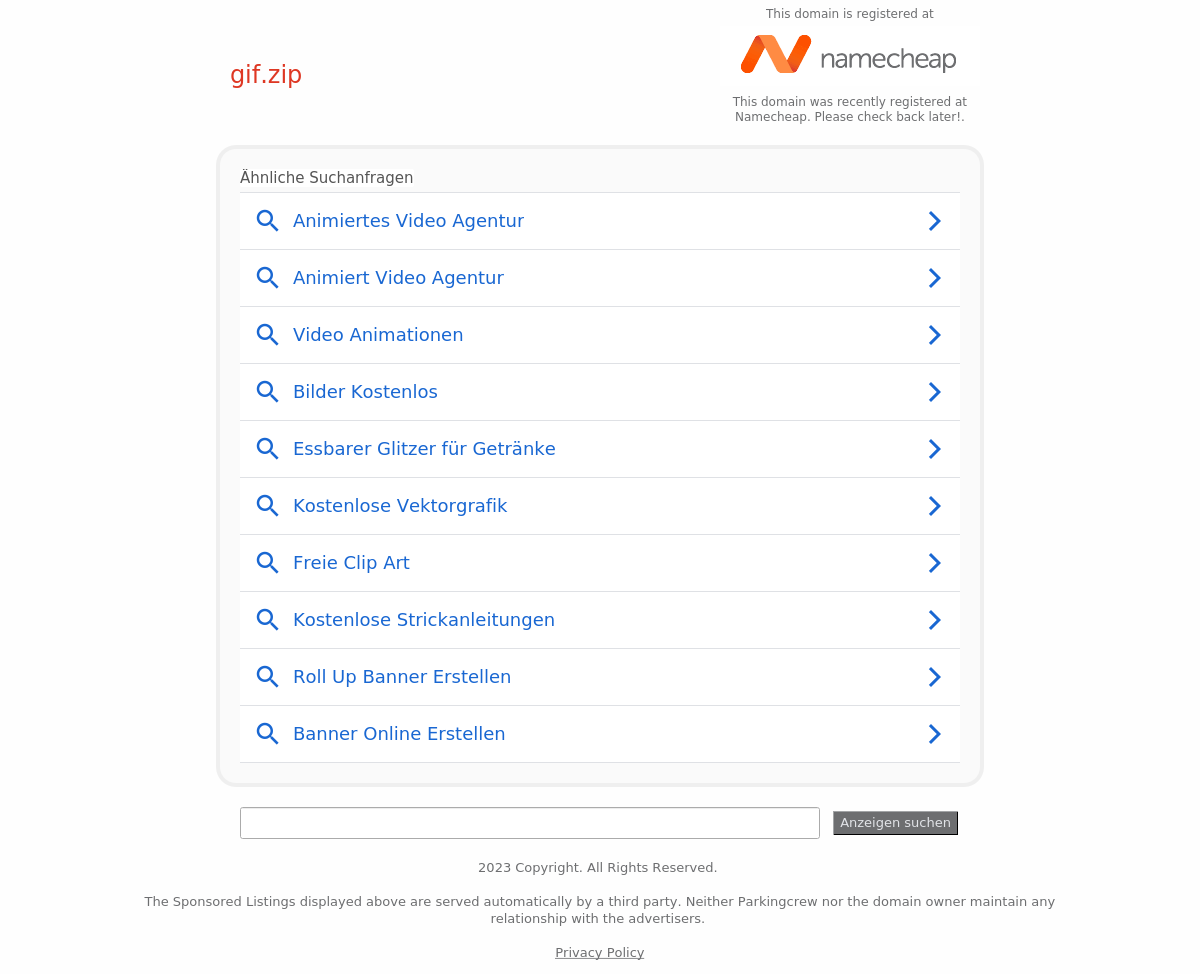 This domain is registered at
namecheap
gif.zip
This domain was recently registered at
Namecheap. Please check back later!.
Ähnliche Suchanfragen
Animiertes Video Agentur
Animiert Video Agentur
Video Animationen
Bilder Kostenlos
Essbarer Glitzer für Getränke
Kostenlose Vektorgrafik
Freie Clip Art
Kostenlose Strickanleitungen
Roll Up Banner Erstellen
Banner Online Erstellen
Anzeigen suchen
2023 Copyright. All Rights Reserved.
The Sponsored Listings displayed above are served automatically by a third party. Neither Parkingcrew nor the domain owner maintain any
relationship with the advertisers.
Privacy Policy